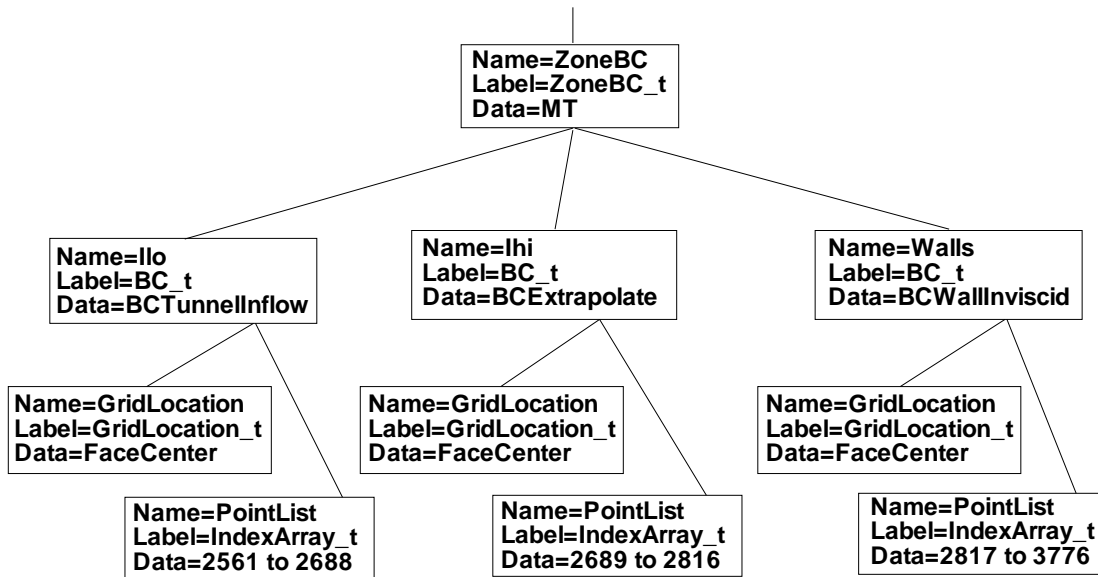 Name=ZoneBC
Label=ZoneBC_t
Data=MT
Name=Ilo
Label=BC_t
Data=BCTunnelInflow
Name=Ihi
Label=BC_t
Data=BCExtrapolate
Name=Walls
Label=BC_t
Data=BCWallInviscid
Name=GridLocation
Label=GridLocation_t
Data=FaceCenter
Name=GridLocation
Label=GridLocation_t
Data=FaceCenter
Name=GridLocation
Label=GridLocation_t
Data=FaceCenter
Name=PointList
Label=IndexArray_t
Data=2561 to 2688
Name=PointList
Label=IndexArray_t
Data=2689 to 2816
Name=PointList
Label=IndexArray_t
Data=2817 to 3776